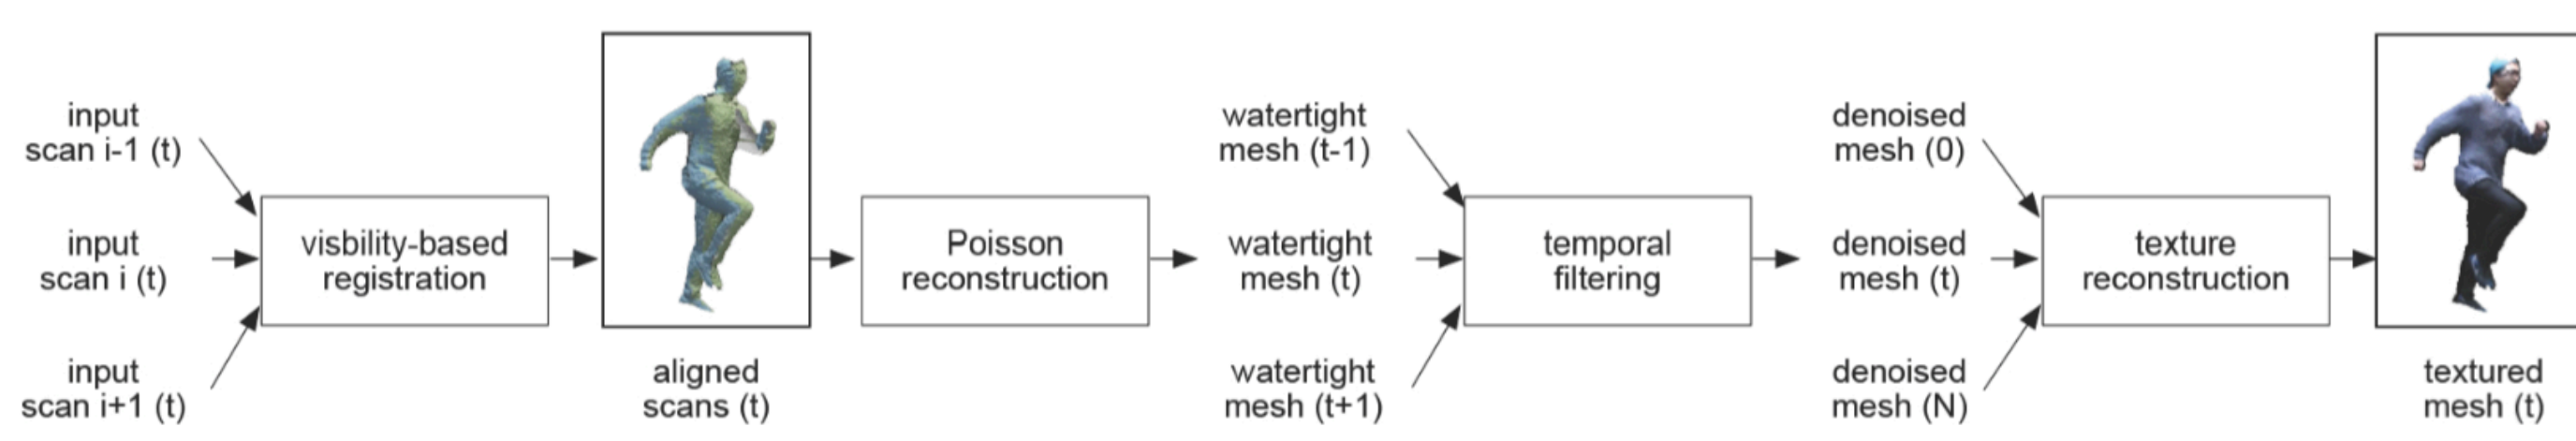 input
scan i-1 (t)
input
scan i (t)
input
scan i+1 (t)
visbility-based
registration
aligned
scans (t)
Poisson
reconstruction
watertight
mesh (t-1)
watertight
mesh (t)
watertight
mesh (t+1)
temporal
filtering
denoised
mesh (0)
denoised
mesh (t)
denoised
mesh (N)
texture
reconstruction
textured
mesh (t)